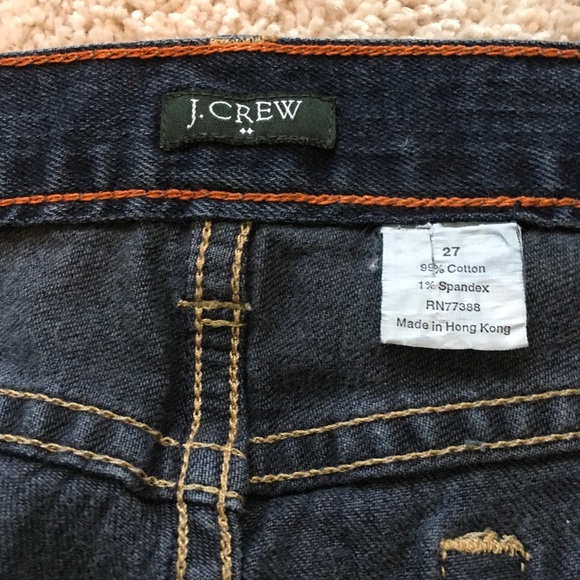 J.CREW
27
99% Cotton
1% Spandex
RN77388
Made in Hong Kong